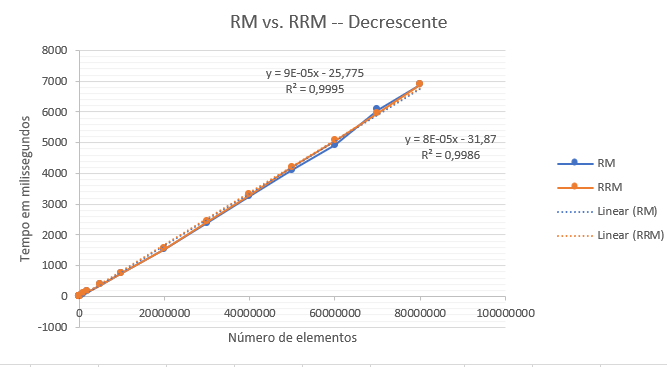 RM vs. RRM -- Decrescente
8000
7000
6000
5000
4000
3000
2000
1000
0
-1000
Tempo em milissegundos
y = 9E-05x - 25,775
R² = 0,9995
y = 8E-05x - 31,87
R² = 0,9986
0
20000000
40000000
60000000
80000000
100000000
Número de elementos
RM
RRM
Linear (RM)
Linear (RRM)